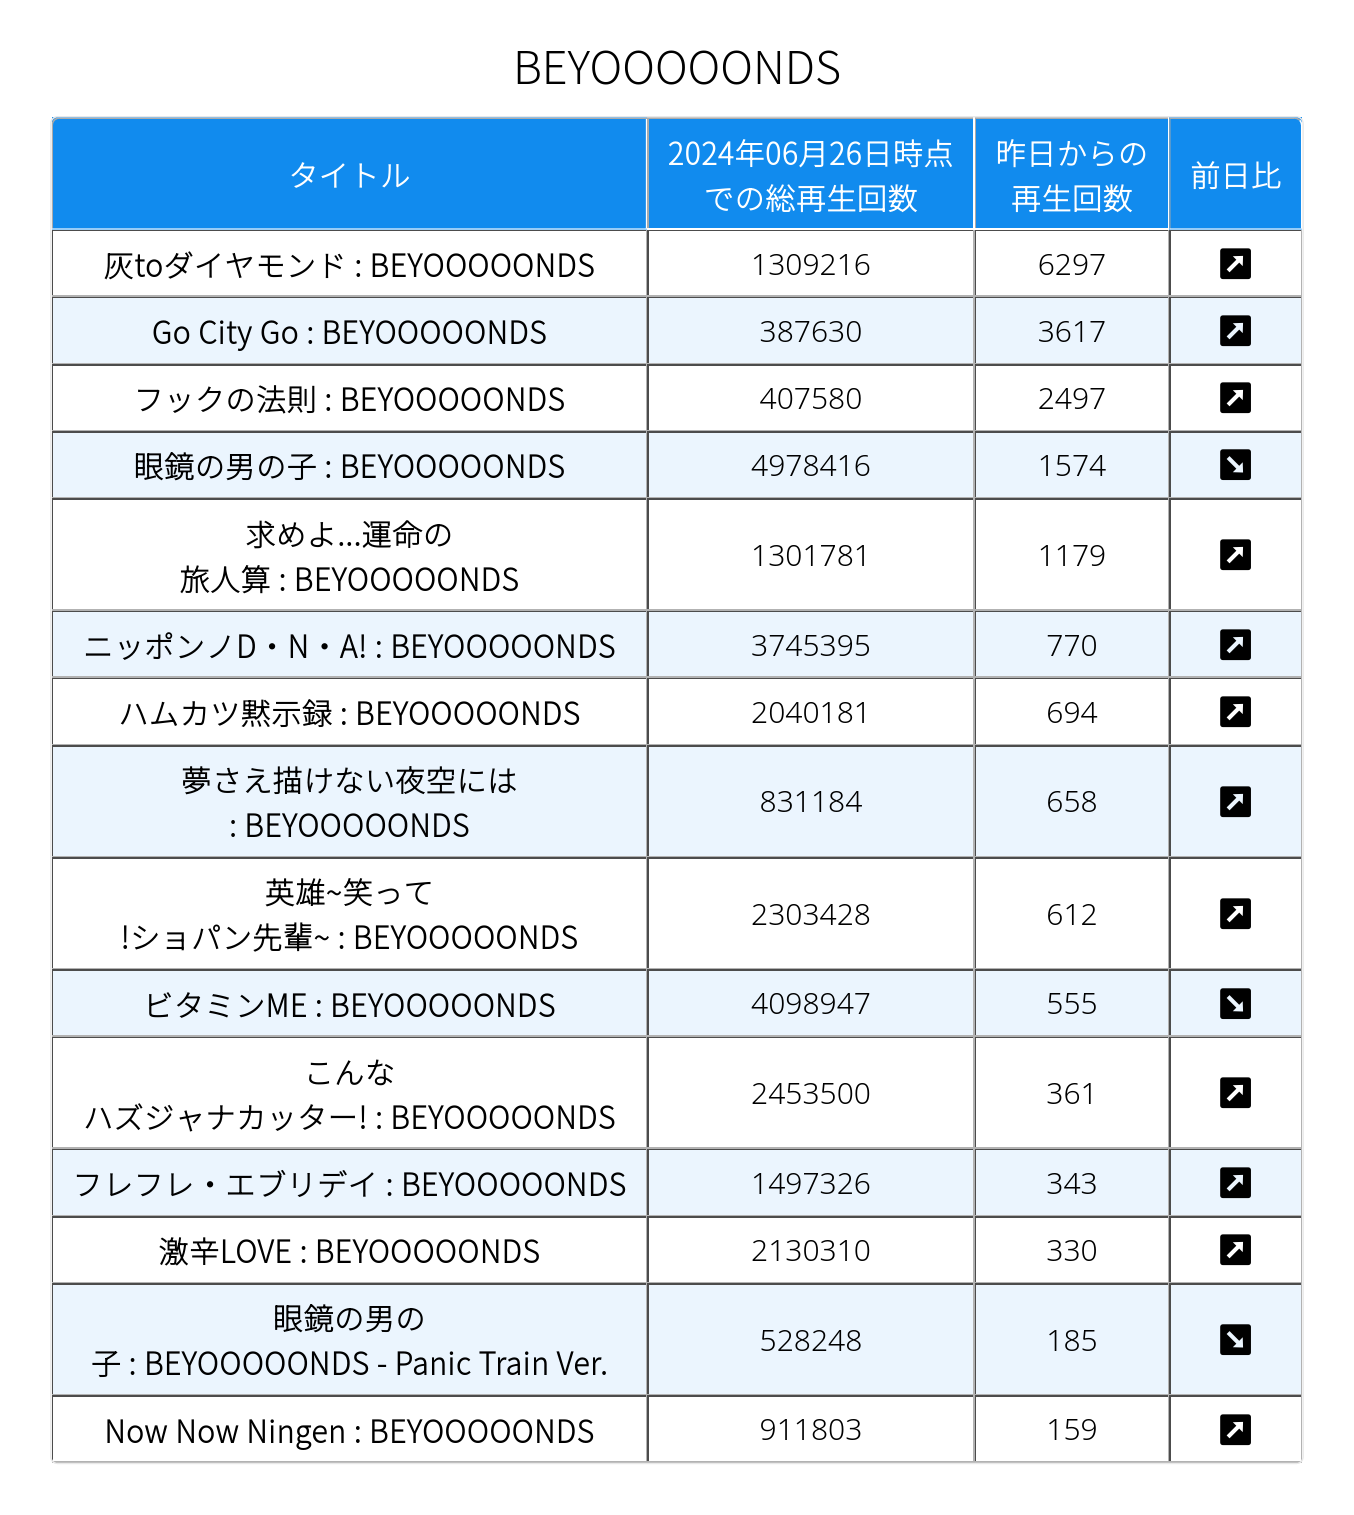 BEYOOOOONDS
タイトル
2024年06月26日時点
での総再生回数
昨日からの
再生回数
前日比
灰toダイヤモンド : BEYOOOOONDS 1309216 6297
Go City Go : BEYOOOOONDS 387630 3617
フックの法則 : BEYOOOOONDS 407580 2497
眼鏡の男の子 : BEYOOOOONDS 4978416 1574
求めよ...運命の
旅人算 : BEYOOOOONDS 1301781 1179
ニッポンノD・N・A! : BEYOOOOONDS 3745395 770
ハムカツ黙示録 : BEYOOOOONDS 2040181 694
夢さえ描けない夜空には
: BEYOOOOONDS 831184 658
英雄~笑って
!ショパン先輩~ : BEYOOOOONDS 2303428 612
ビタミンME : BEYOOOOONDS 4098947 555
こんな
ハズジャナカッター! : BEYOOOOONDS 2453500 361
フレフレ・エブリデイ : BEYOOOOONDS 1497326 343
激辛LOVE : BEYOOOOONDS 2130310 330
眼鏡の男の
子 : BEYOOOOONDS - Panic Train Ver. 528248 185
Now Now Ningen : BEYOOOOONDS 911803 159